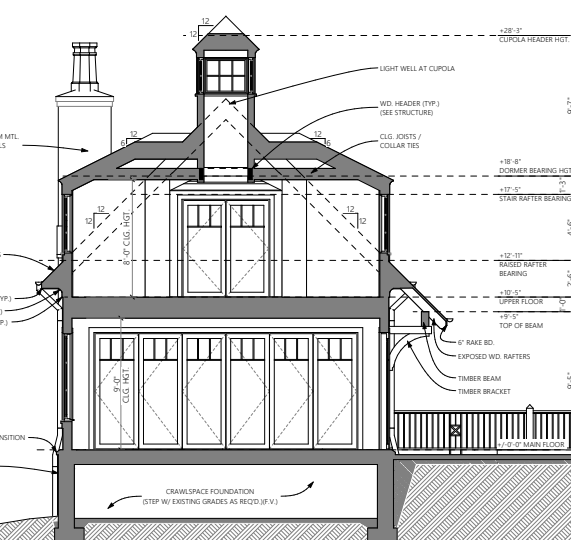 12
12
+28'-3"
CUPOLA HEADER HGT.
LIGHT WELL AT CUPOLA
WD. HEADER (TYP.)
(SEE STRUCTURE)
CLG. JOISTS /
COLLAR TIES
12
6
12
6
MTL.
+18'-8"
DORMER BEARING HGT
+17'-5"
STAIR RAFTER BEARING
12
12
12
12
8'-0" CLG. HGT.
+12'-11"
RAISED RAFTER
BEARING
+10'-5"
UPPER FLOOR
+9'-5"
TOP OF BEAM
6" RAKE BD.
EXPOSED WD. RAFTERS
TIMBER BEAM
TIMBER BRACKET
9'-0"
CLG. HGT.
NSITION
+/-0'-0" MAIN FLOOR
CRAWLSPACE FOUNDATION
(STEP W/ EXISTING GRADES AS REQ'D.)(F.V.)